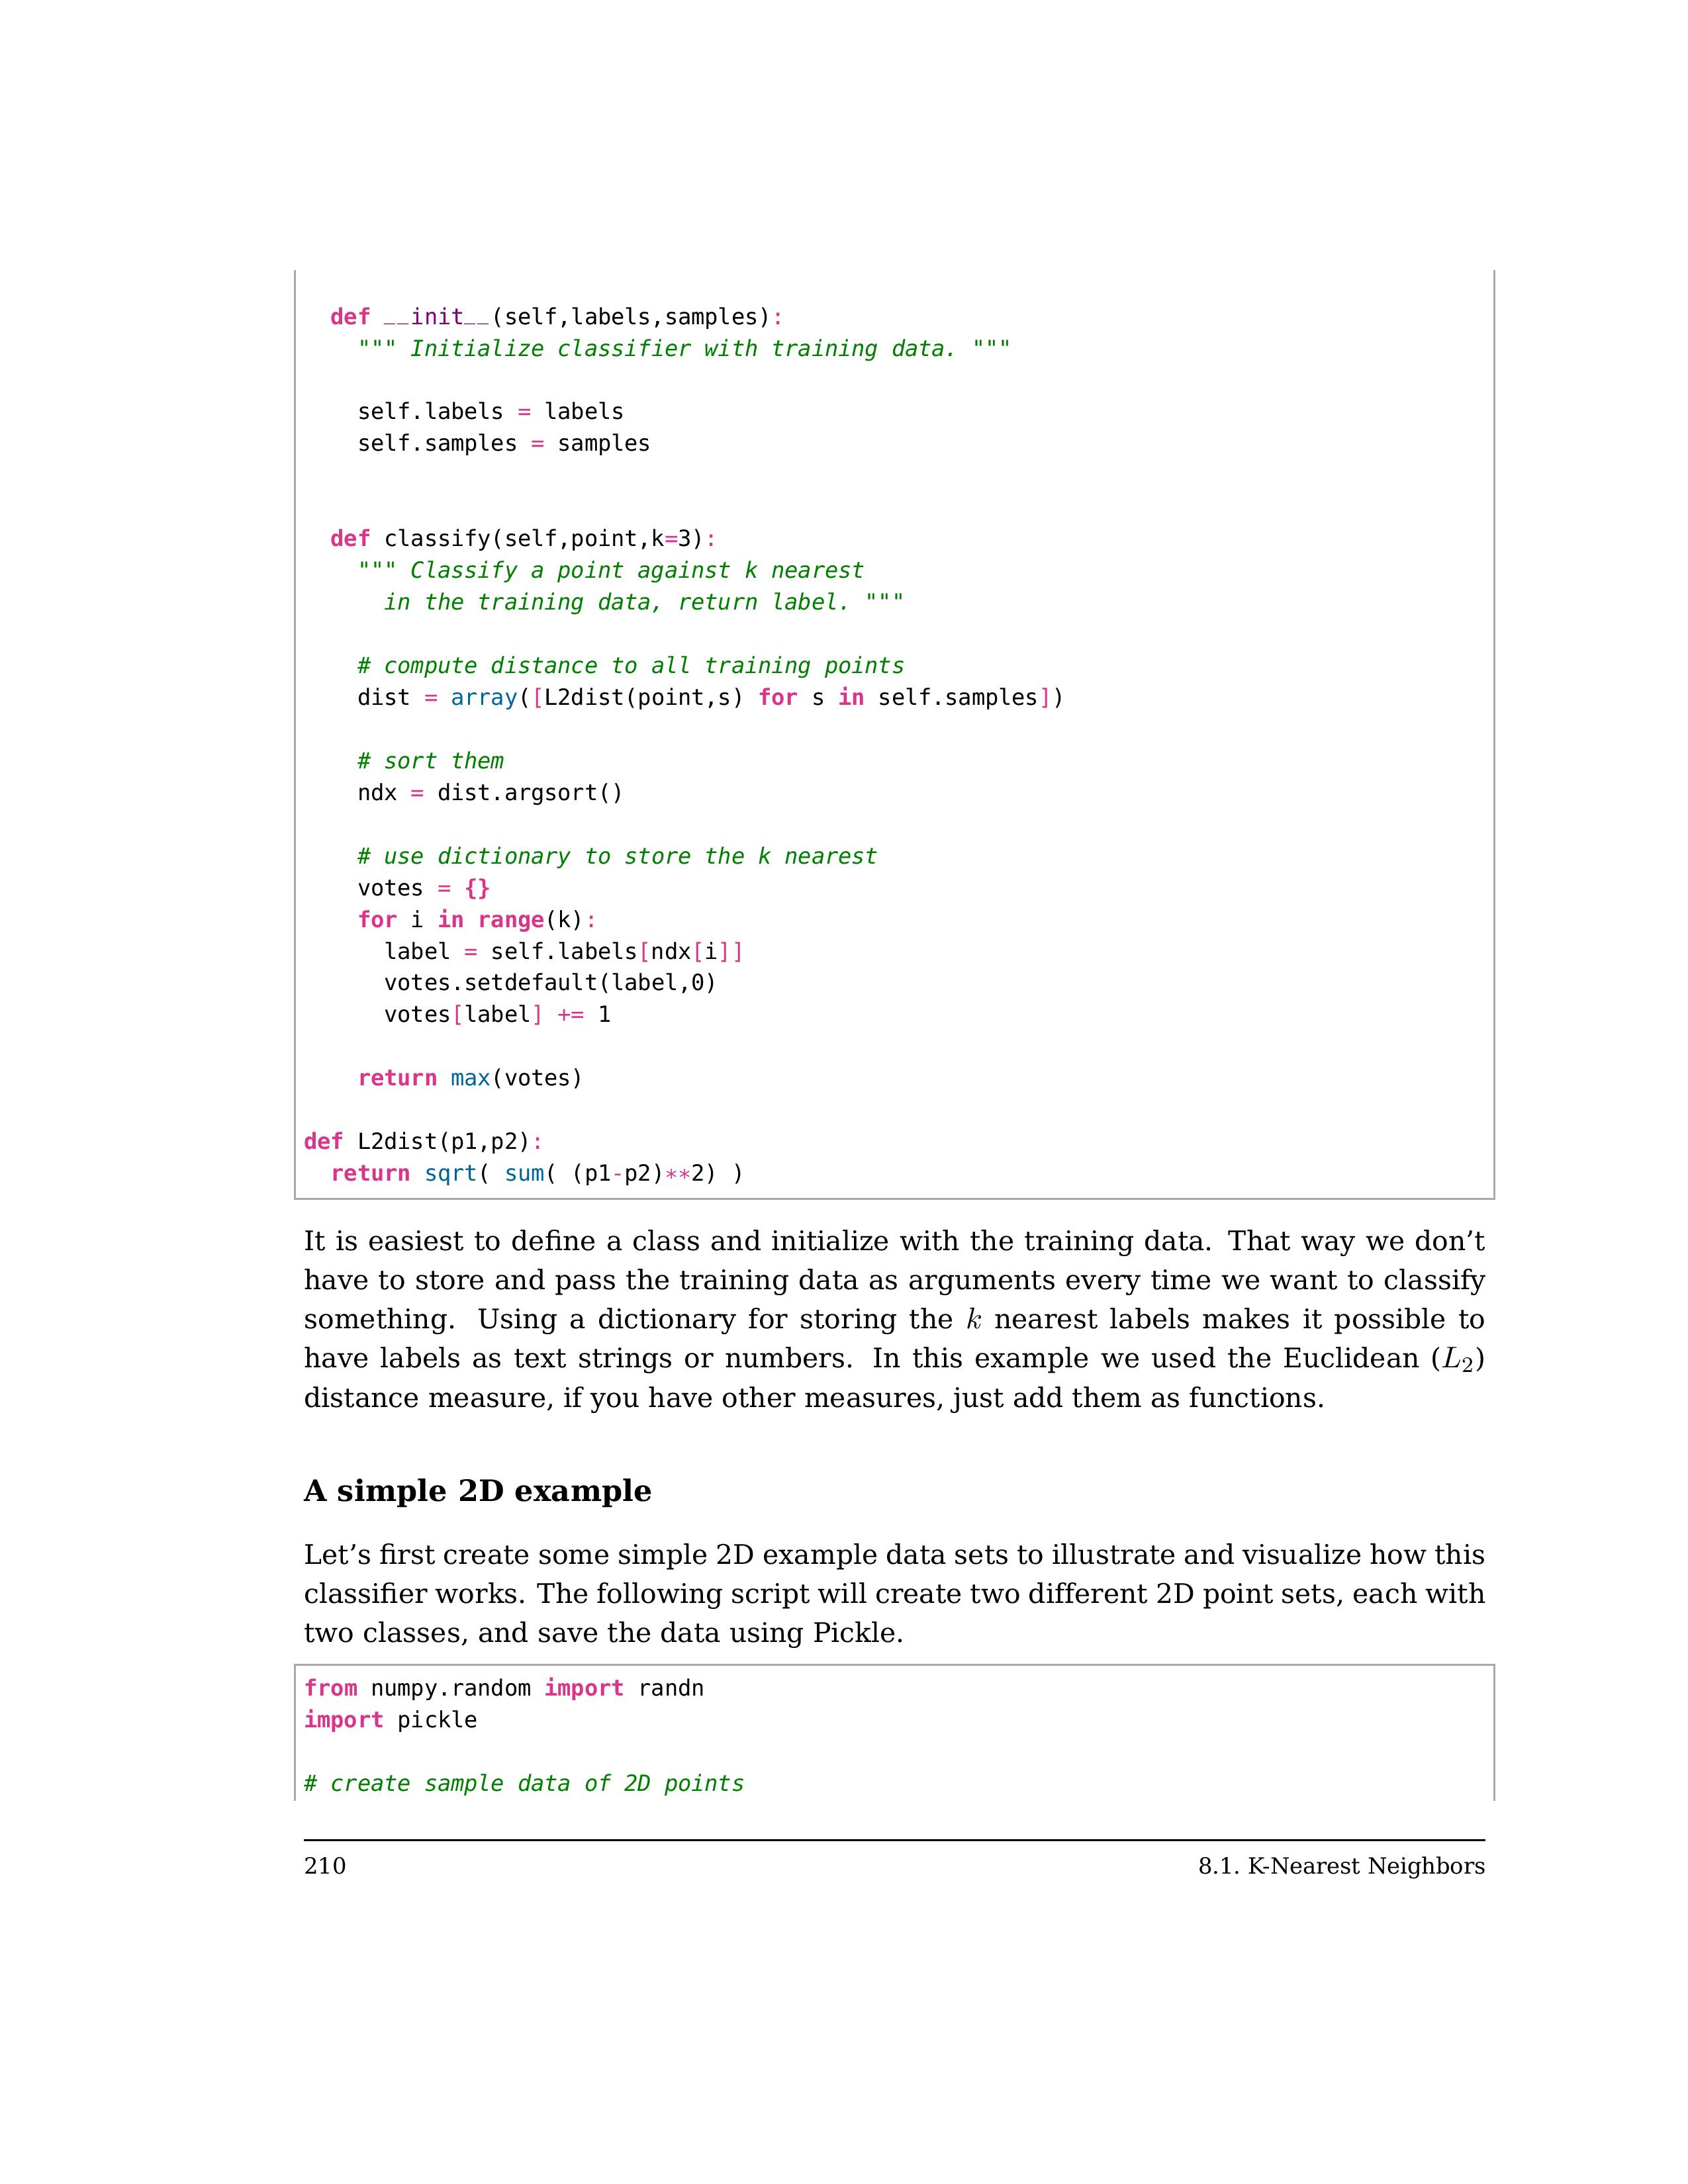 def __init__(self,labels,samples):
""" Initialize classifier with training data. """
self.labels = labels
self.samples = samples
def classify(self,point,k=3):
""" Classify a point against k nearest
in the training data, return label. """
# compute distance to all training points
dist = array([L2dist(point,s) for s in self.samples])
# sort them
ndx = dist.argsort()
# use dictionary to store the k nearest
votes = {}
for i in range(k):
label = self.labels[ndx[i]]
votes.setdefault(label,0)
votes[label] += 1
return max(votes)
def L2dist(p1,p2):
return sqrt( sum( (p1-p2)**2) )
It is easiest to define a class and initialize with the training data. That way we don’t
have to store and pass the training data as arguments every time we want to classify
something. Using a dictionary for storing the k nearest labels makes it possible to
have labels as text strings or numbers. In this example we used the Euclidean (L₂)
distance measure, if you have other measures, just add them as functions.
A simple 2D example
Let’s first create some simple 2D example data sets to illustrate and visualize how this
classifier works. The following script will create two different 2D point sets, each with
two classes, and save the data using Pickle.
from numpy.random import randn
import pickle
# create sample data of 2D points
210 8.1. K-Nearest Neighbors